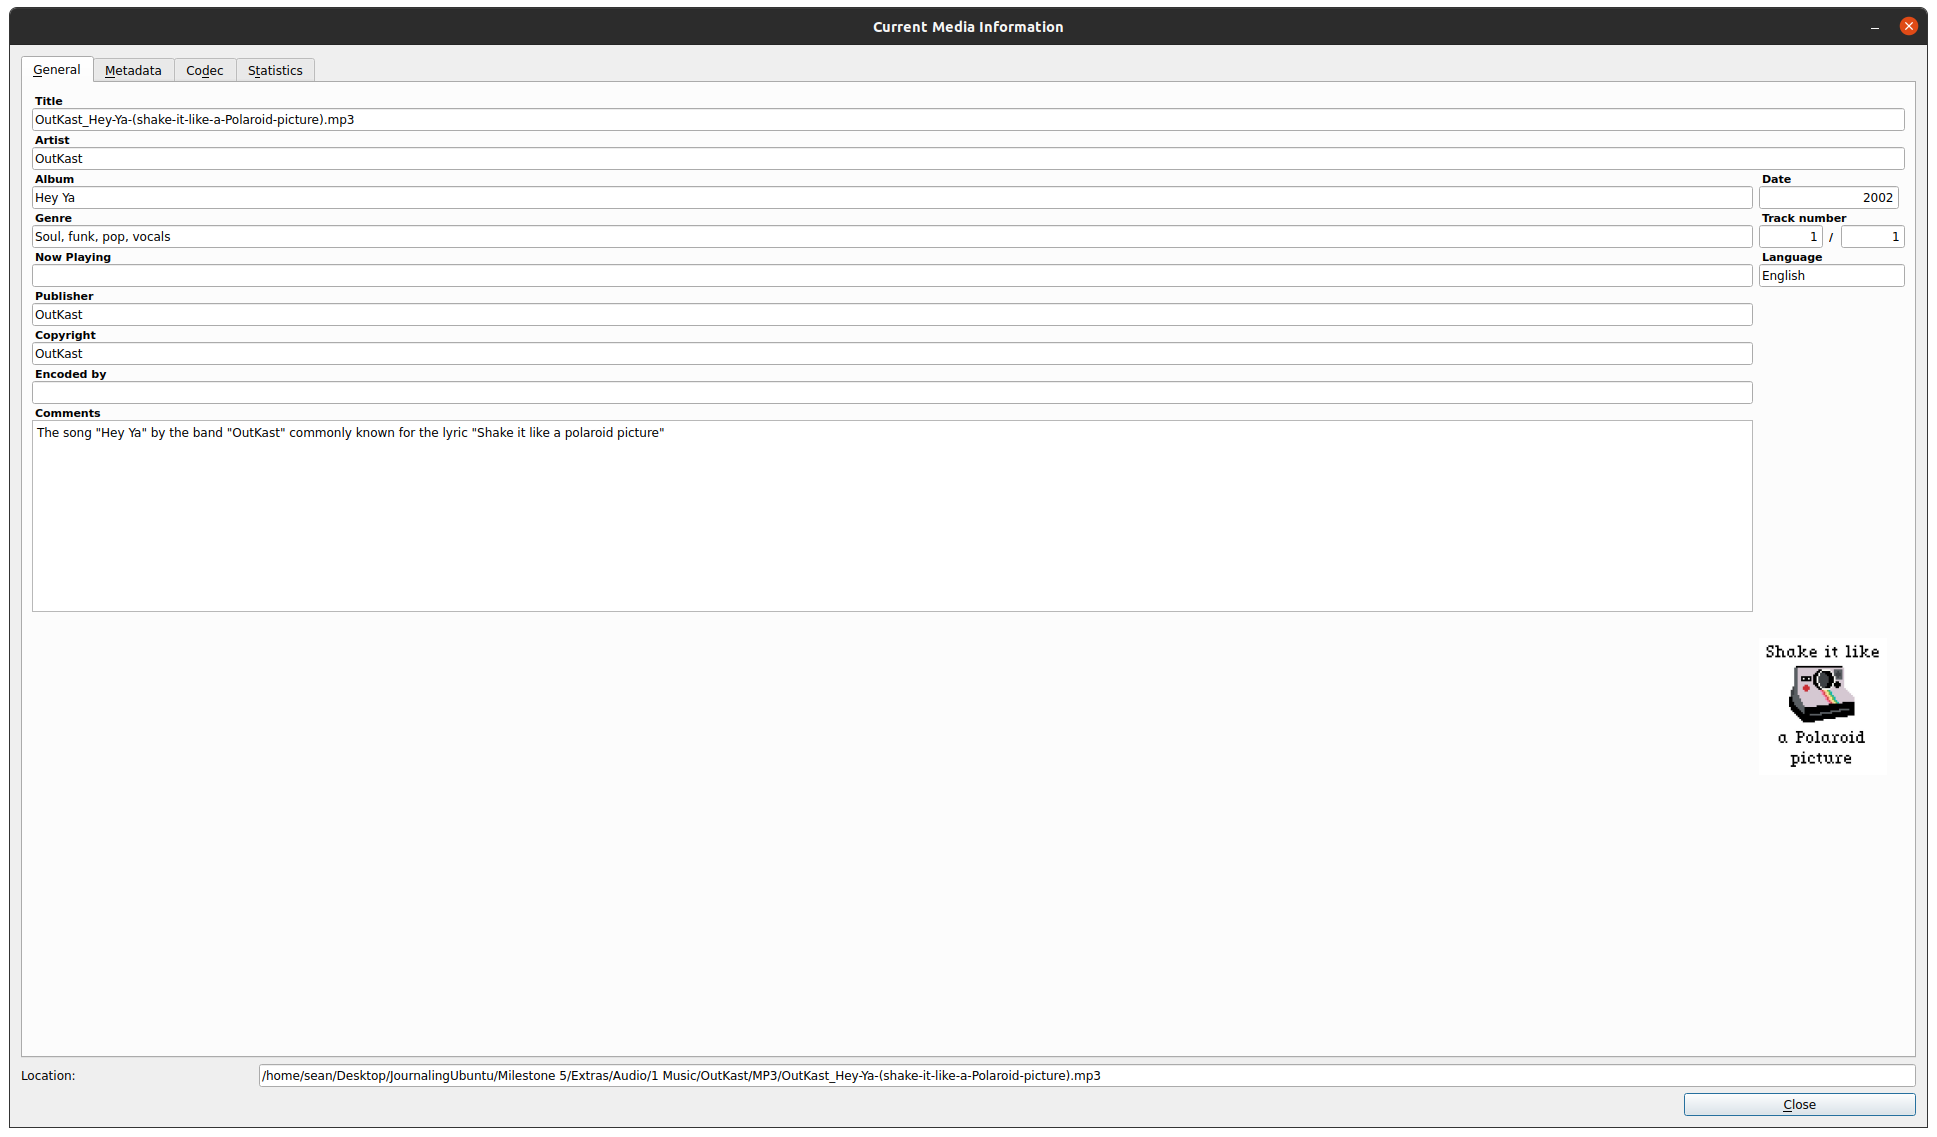 Current Media Information
General Metadata Codec Statistics
Title
OutKast_Hey-Ya-(shake-it-like-a-Polaroid-picture).mp3
Artist
OutKast
Album Date
Hey Ya 2002
Genre Track number
Soul, funk, pop, vocals 1 / 1
Now Playing Language
English
Publisher
OutKast
Copyright
OutKast
Encoded by
Comments
The song "Hey Ya" by the band "OutKast" commonly known for the lyric "Shake it like a polaroid picture"
Shake it like
a Polaroid
picture
Location: /home/sean/Desktop/JournalingUbuntu/Milestone 5/Extras/Audio/1 Music/OutKast/MP3/OutKast_Hey-Ya-(shake-it-like-a-Polaroid-picture).mp3
Close